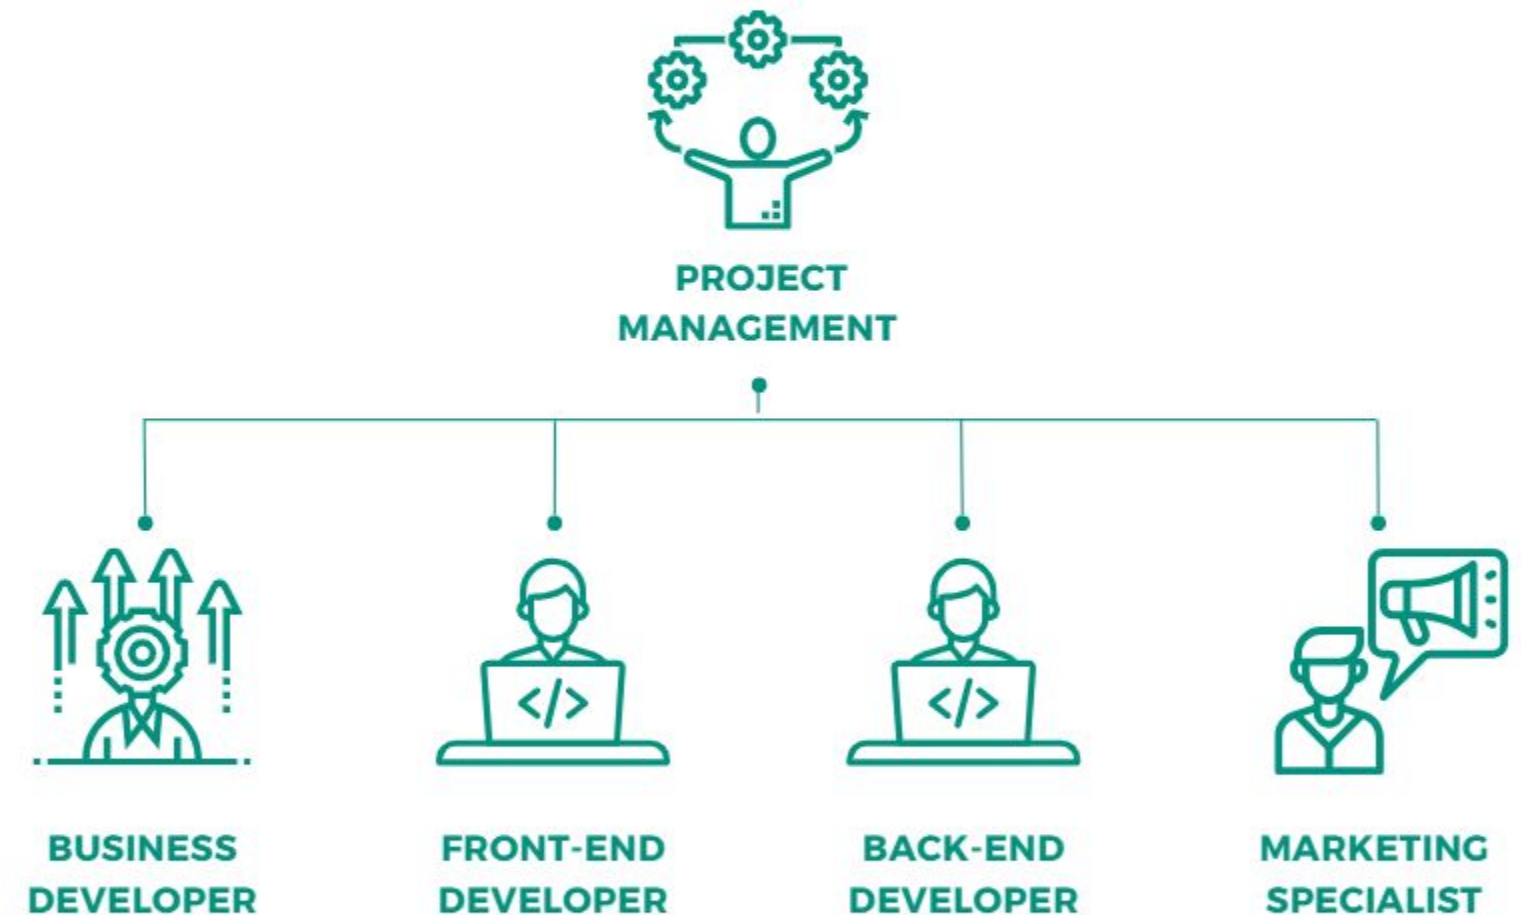 PROJECT
MANAGEMENT
</>
</>
BUSINESS
DEVELOPER
FRONT-END
DEVELOPER
BACK-END
DEVELOPER
MARKETING
SPECIALIST